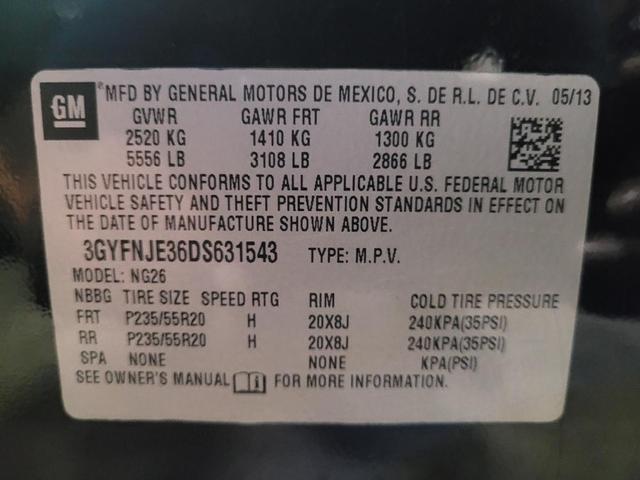 GM
MFD BY GENERAL MOTORS DE MEXICO, S. DE R.L. DE C.V. 05/13
GVWR GAWR FRT GAWR RR
2520 KG 1410 KG 1300 KG
5556 LB 3108 LB 2866 LB
THIS VEHICLE CONFORMS TO ALL APPLICABLE U.S. FEDERAL MOTOR
VEHICLE SAFETY AND THEFT PREVENTION STANDARDS IN EFFECT ON
THE DATE OF MANUFACTURE SHOWN ABOVE.
3GYFNJE36DS631543 TYPE: M.P.V.
MODEL: NG26
NBBG TIRE SIZE SPEED RTG RIM COLD TIRE PRESSURE
FRT P235/55R20 H 20X8J 240KPA(35PSI)
RR P235/55R20 H 20X8J 240KPA(35PSI)
SPA NONE NONE KPA(PSI)
SEE OWNER'S MANUAL FOR MORE INFORMATION.